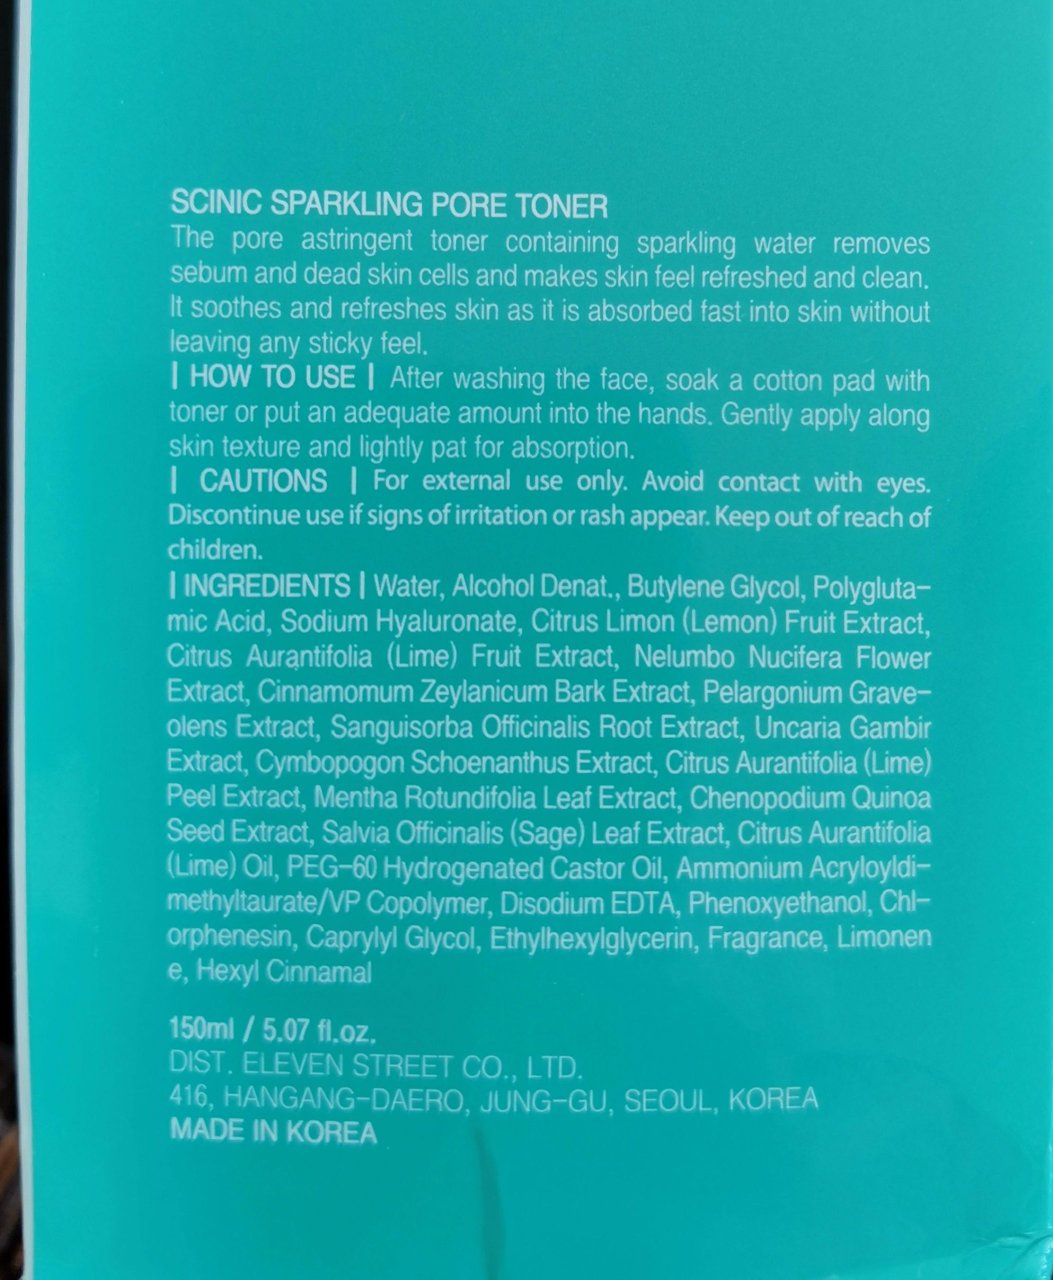 SCINIC SPARKLING PORE TONER
The pore astringent toner containing sparkling water removes
sebum and dead skin cells and makes skin feel refreshed and clean.
It soothes and refreshes skin as it is absorbed fast into skin without
leaving any sticky feel.
| HOW TO USE | After washing the face, soak a cotton pad with
toner or put an adequate amount into the hands. Gently apply along
skin texture and lightly pat for absorption.
| CAUTIONS | For external use only. Avoid contact with eyes.
Discontinue use if signs of irritation or rash appear. Keep out of reach of
children.
| INGREDIENTS | Water, Alcohol Denat., Butylene Glycol, Polygluta-
mic Acid, Sodium Hyaluronate, Citrus Limon (Lemon) Fruit Extract,
Citrus Aurantifolia (Lime) Fruit Extract, Nelumbo Nucifera Flower
Extract, Cinnamomum Zeylanicum Bark Extract, Pelargonium Grave-
olens Extract, Sanguisorba Officinalis Root Extract, Uncaria Gambir
Extract, Cymbopogon Schoenanthus Extract, Citrus Aurantifolia (Lime)
Peel Extract, Mentha Rotundifolia Leaf Extract, Chenopodium Quinoa
Seed Extract, Salvia Officinalis (Sage) Leaf Extract, Citrus Aurantifolia
(Lime) Oil, PEG-60 Hydrogenated Castor Oil, Ammonium Acryloyldi-
methyltaurate/VP Copolymer, Disodium EDTA, Phenoxyethanol, Chl-
orphenesin, Caprylyl Glycol, Ethylhexylglycerin, Fragrance, Limonen
e, Hexyl Cinnamal
150ml / 5.07 fl.oz.
DIST. ELEVEN STREET CO., LTD.
416, HANGANG-DAERO, JUNG-GU, SEOUL, KOREA
MADE IN KOREA